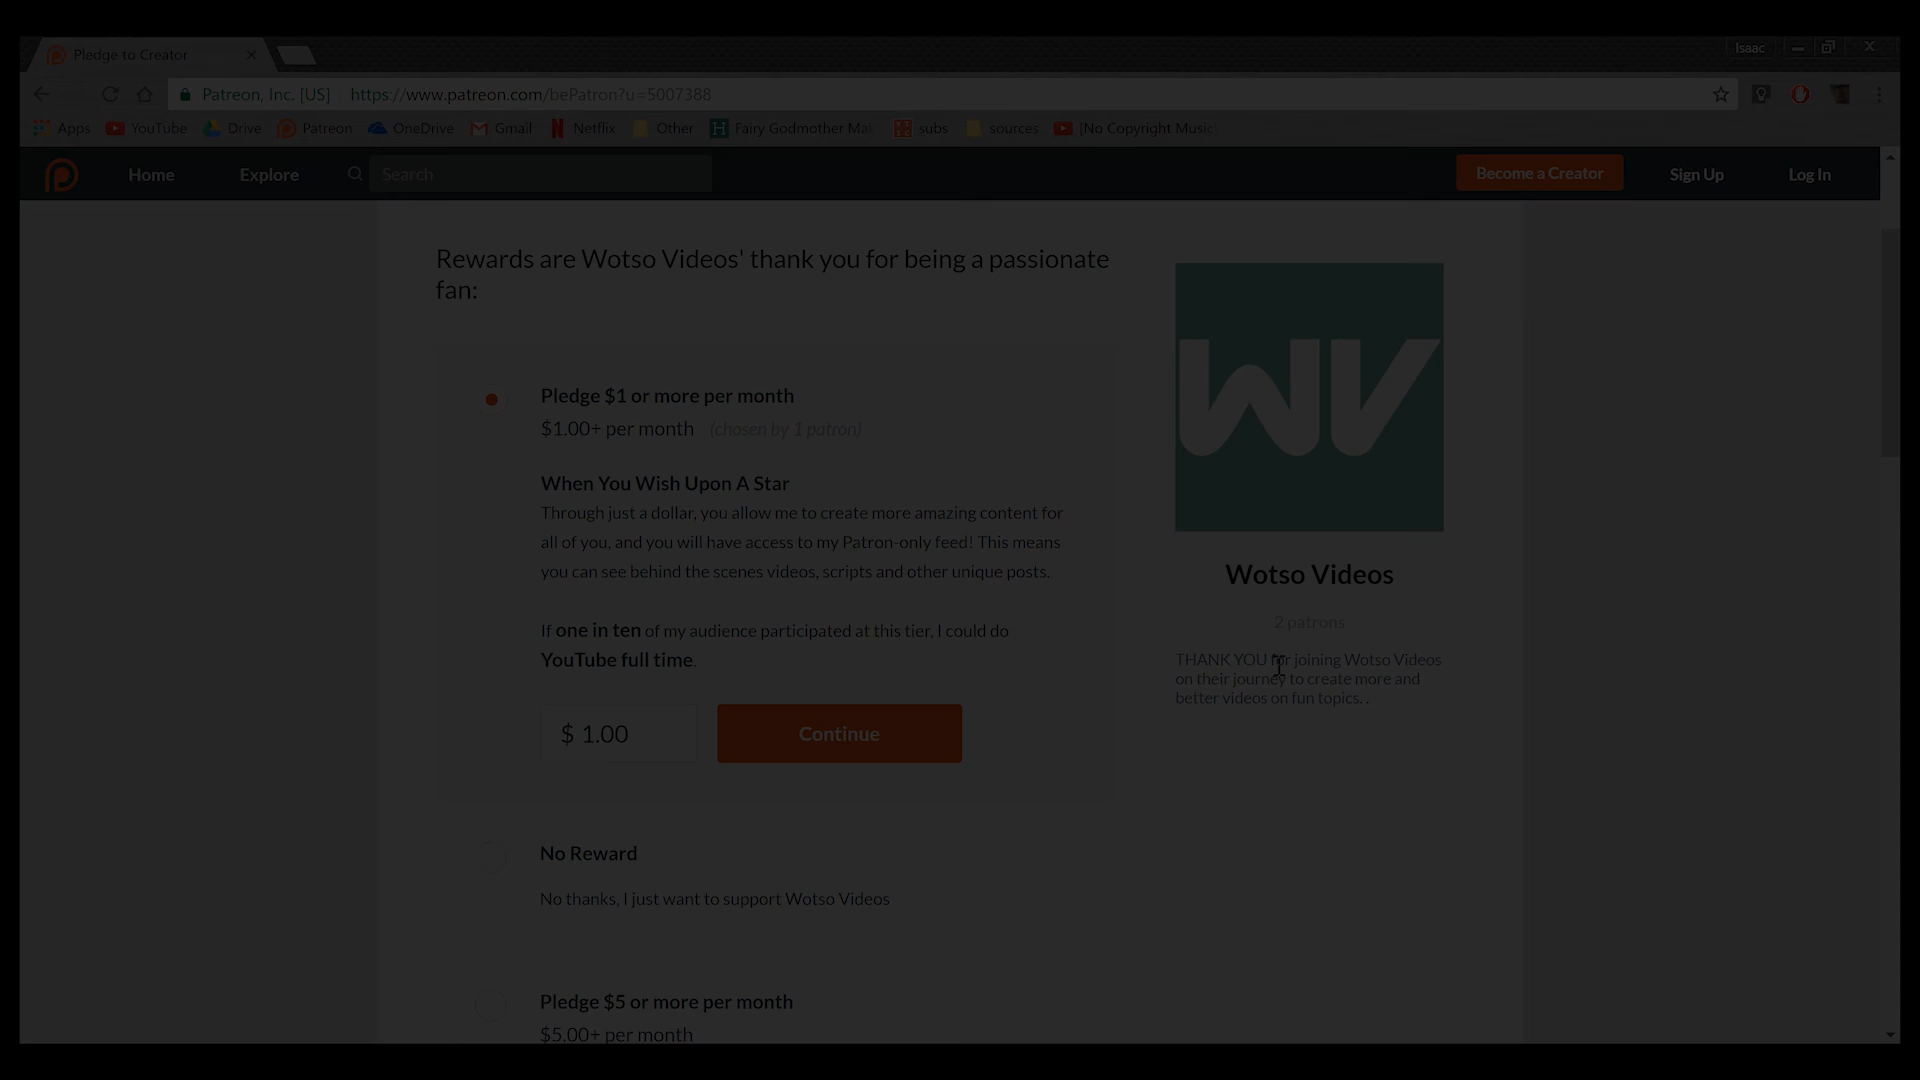 Pledge to Creator
Isaac
Patreon, Inc. [US] https://www.patreon.com/bePatron?u=5007388
Apps YouTube Drive Patreon OneDrive Gmail Netflix Other Fairy Godmother Ma subs sources [No Copyright Music
Home Explore Search Become a Creator Sign Up Log In
Rewards are Wotso Videos' thank you for being a passionate
fan:
Pledge $1 or more per month
$1.00+ per month (chosen by 1 patron)
When You Wish Upon A Star
Through just a dollar, you allow me to create more amazing content for
all of you, and you will have access to my Patron-only feed! This means
you can see behind the scenes videos, scripts and other unique posts.
If one in ten of my audience participated at this tier, I could do
YouTube full time.
$ 1.00 Continue
No Reward
No thanks, I just want to support Wotso Videos
Pledge $5 or more per month
$5.00+ per month
WV
Wotso Videos
2 patrons
THANK YOU for joining Wotso Videos
on their journey to create more and
better videos on fun topics. .